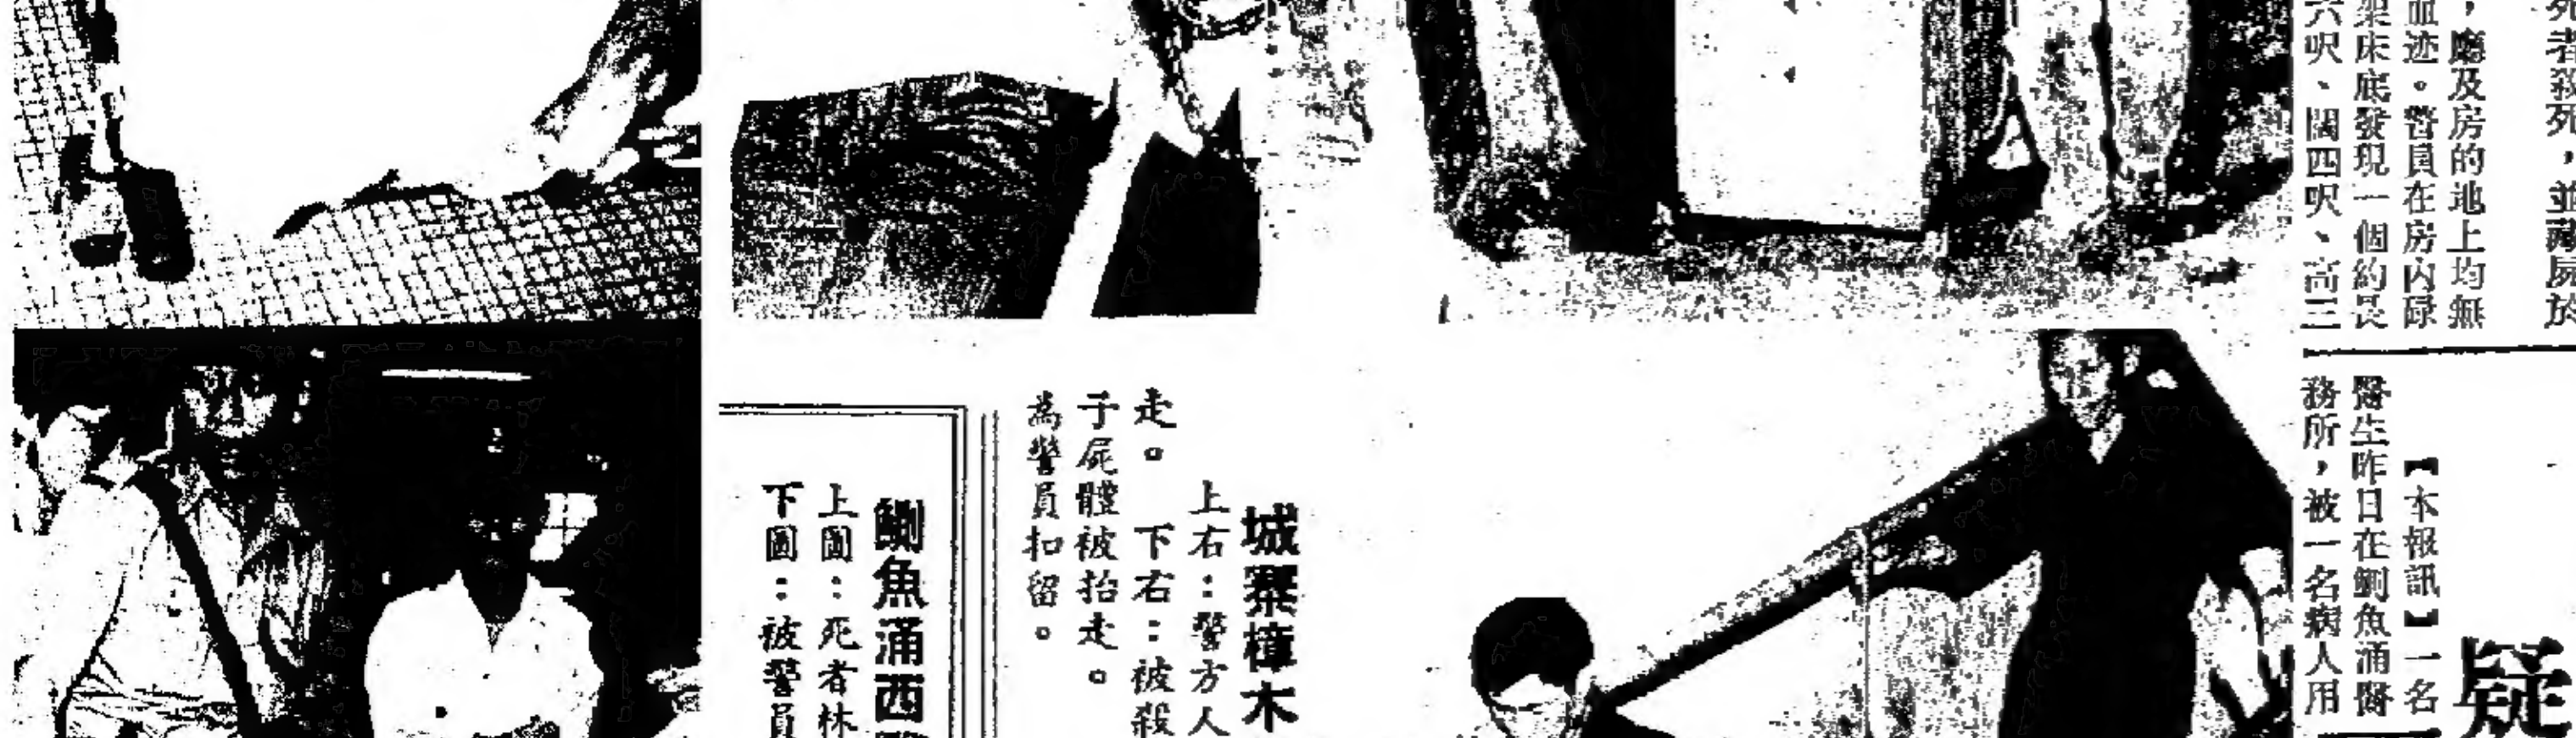 死者殺死，並藏屍於
，廳及房的地上均無
血迹。警員在房內碌
架床底發現一個約長
六呎、闊四呎、高三
疑
【本報訊】一名
醫生昨日在鰂魚涌醫
務所，被一名病人用
城寨樟木
上右：警方人
走。下右：被殺
子屍體被抬走。
為警員扣留。
鰂魚涌西
上圖：死者林
下圖：被警員